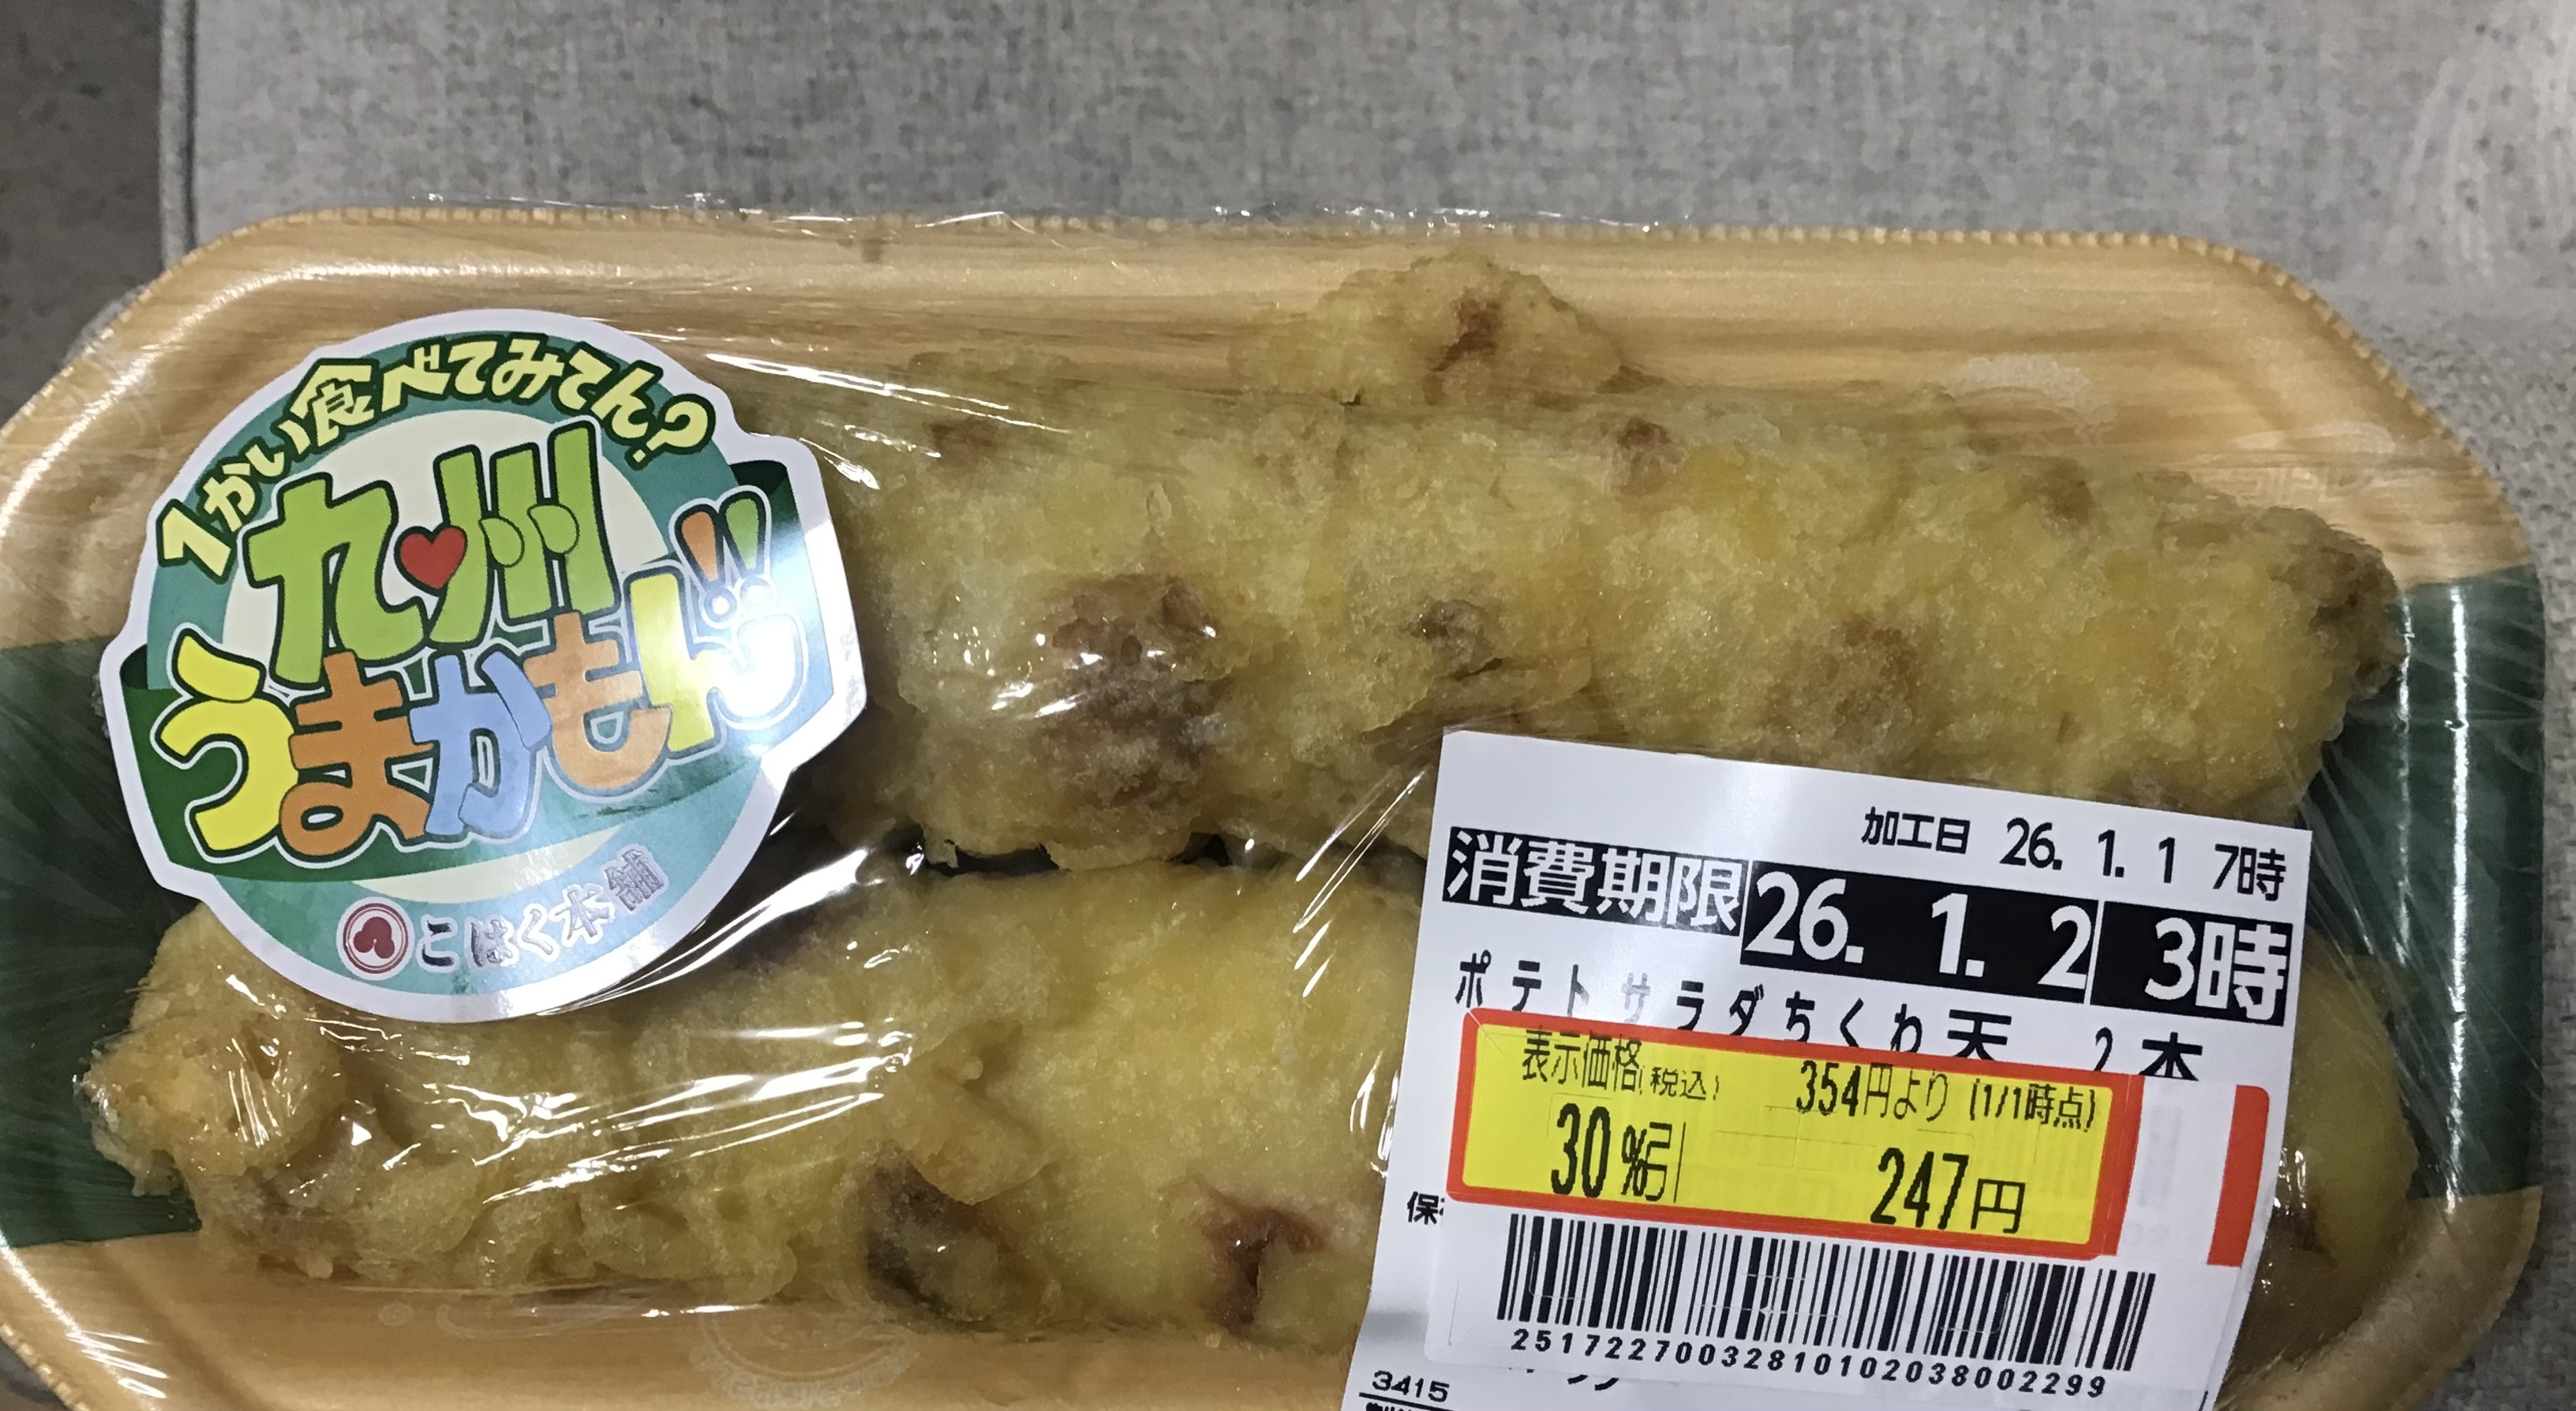 1かい食べてみてん?
九州
うまかもん!!
こはく本舗
加工日 26. 1. 1 7時
消費期限 26. 1. 2 3時
ポテトサラダちくわ天 2本
表示価格(税込) 354円より (1/1時点)
30%引 247円
保
25172270032810102038002299
3415